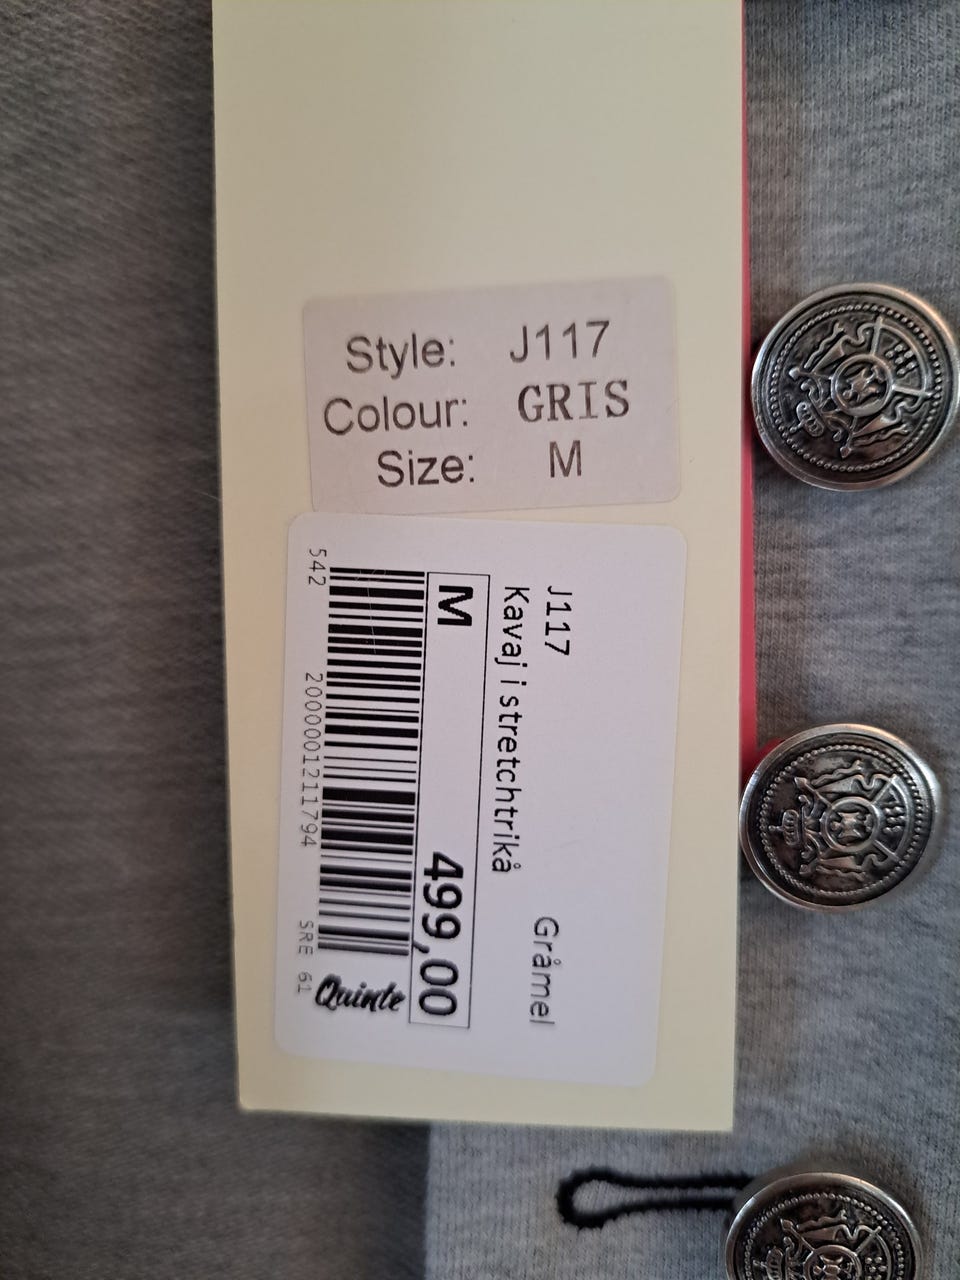 Style: J117
Colour: GRIS
Size: M
J117 Gråmel
Kavaj i stretchtrikå
M 499,00
542 2000001211794 SRE 61
Quinte